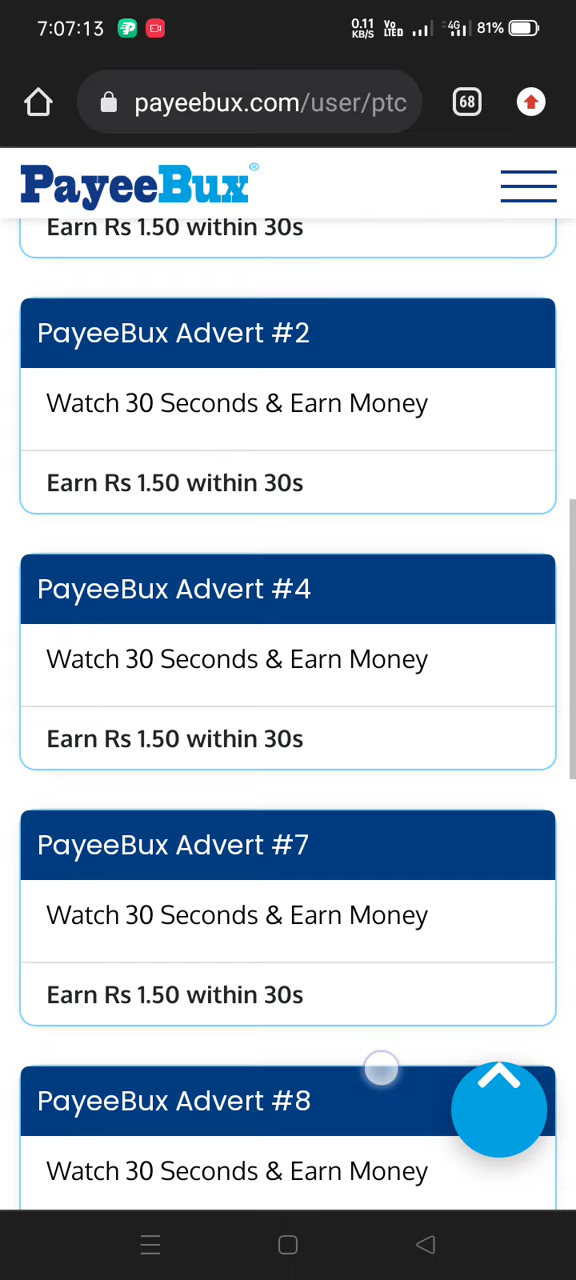 7:07:13
0.11 KB/S
Vo LTED
4G
81%
payeebux.com/user/ptc
68
PayeeBux®
Earn Rs 1.50 within 30s
PayeeBux Advert #2
Watch 30 Seconds & Earn Money
Earn Rs 1.50 within 30s
PayeeBux Advert #4
Watch 30 Seconds & Earn Money
Earn Rs 1.50 within 30s
PayeeBux Advert #7
Watch 30 Seconds & Earn Money
Earn Rs 1.50 within 30s
PayeeBux Advert #8
Watch 30 Seconds & Earn Money